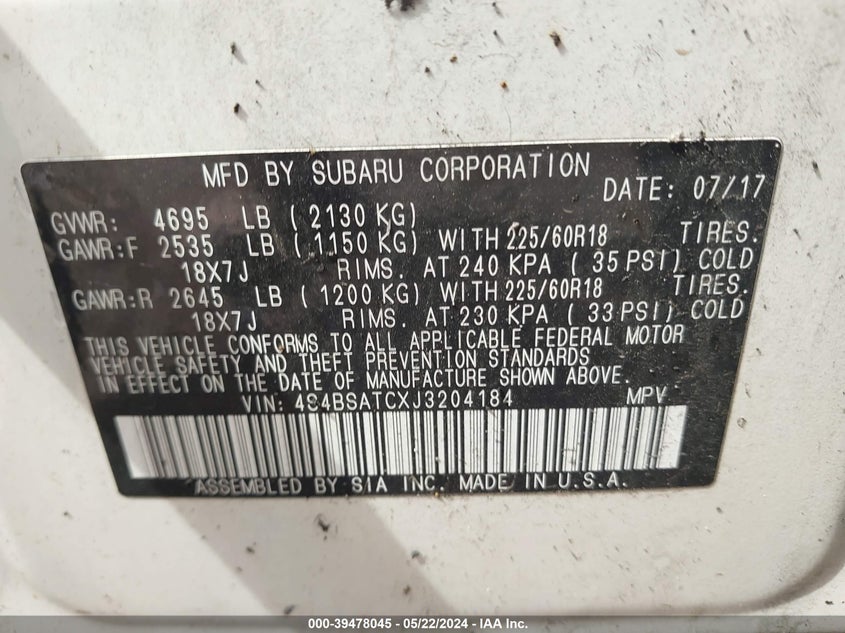 MFD BY SUBARU CORPORATION
DATE: 07/17
GVWR: 4695 LB (2130 KG)
GAWR:F 2535 LB (1150 KG) WITH 225/60R18 TIRES.
18X7J RIMS. AT 240 KPA (35 PSI) COLD
GAWR:R 2645 LB (1200 KG) WITH 225/60R18 TIRES.
18X7J RIMS. AT 230 KPA (33 PSI) COLD
THIS VEHICLE CONFORMS TO ALL APPLICABLE FEDERAL MOTOR
VEHICLE SAFETY AND THEFT PREVENTION STANDARDS
IN EFFECT ON THE DATE OF MANUFACTURE SHOWN ABOVE.
VIN: 4S4BSATCXJ3204184 MPV
ASSEMBLED BY SIA INC. MADE IN U.S.A.
000-39478045 - 05/22/2024 - IAA Inc.